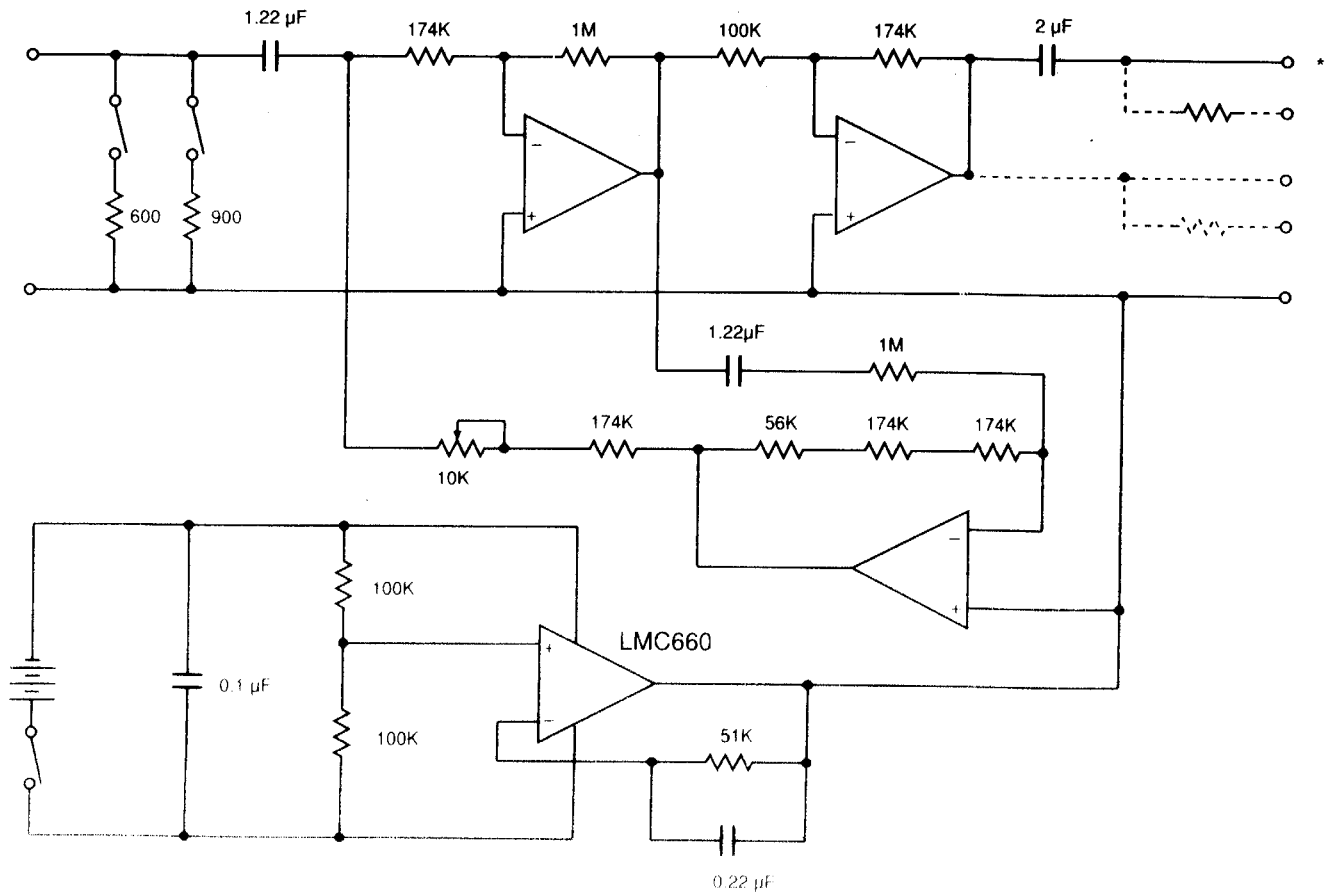 1.22 µF
174K
1M
100K
174K
2 µF
*
600
900
−
+
−
+
1.22µF
1M
174K
56K
174K
174K
10K
−
+
100K
LMC660
+
−
0.1 µF
100K
51K
0.22 µF